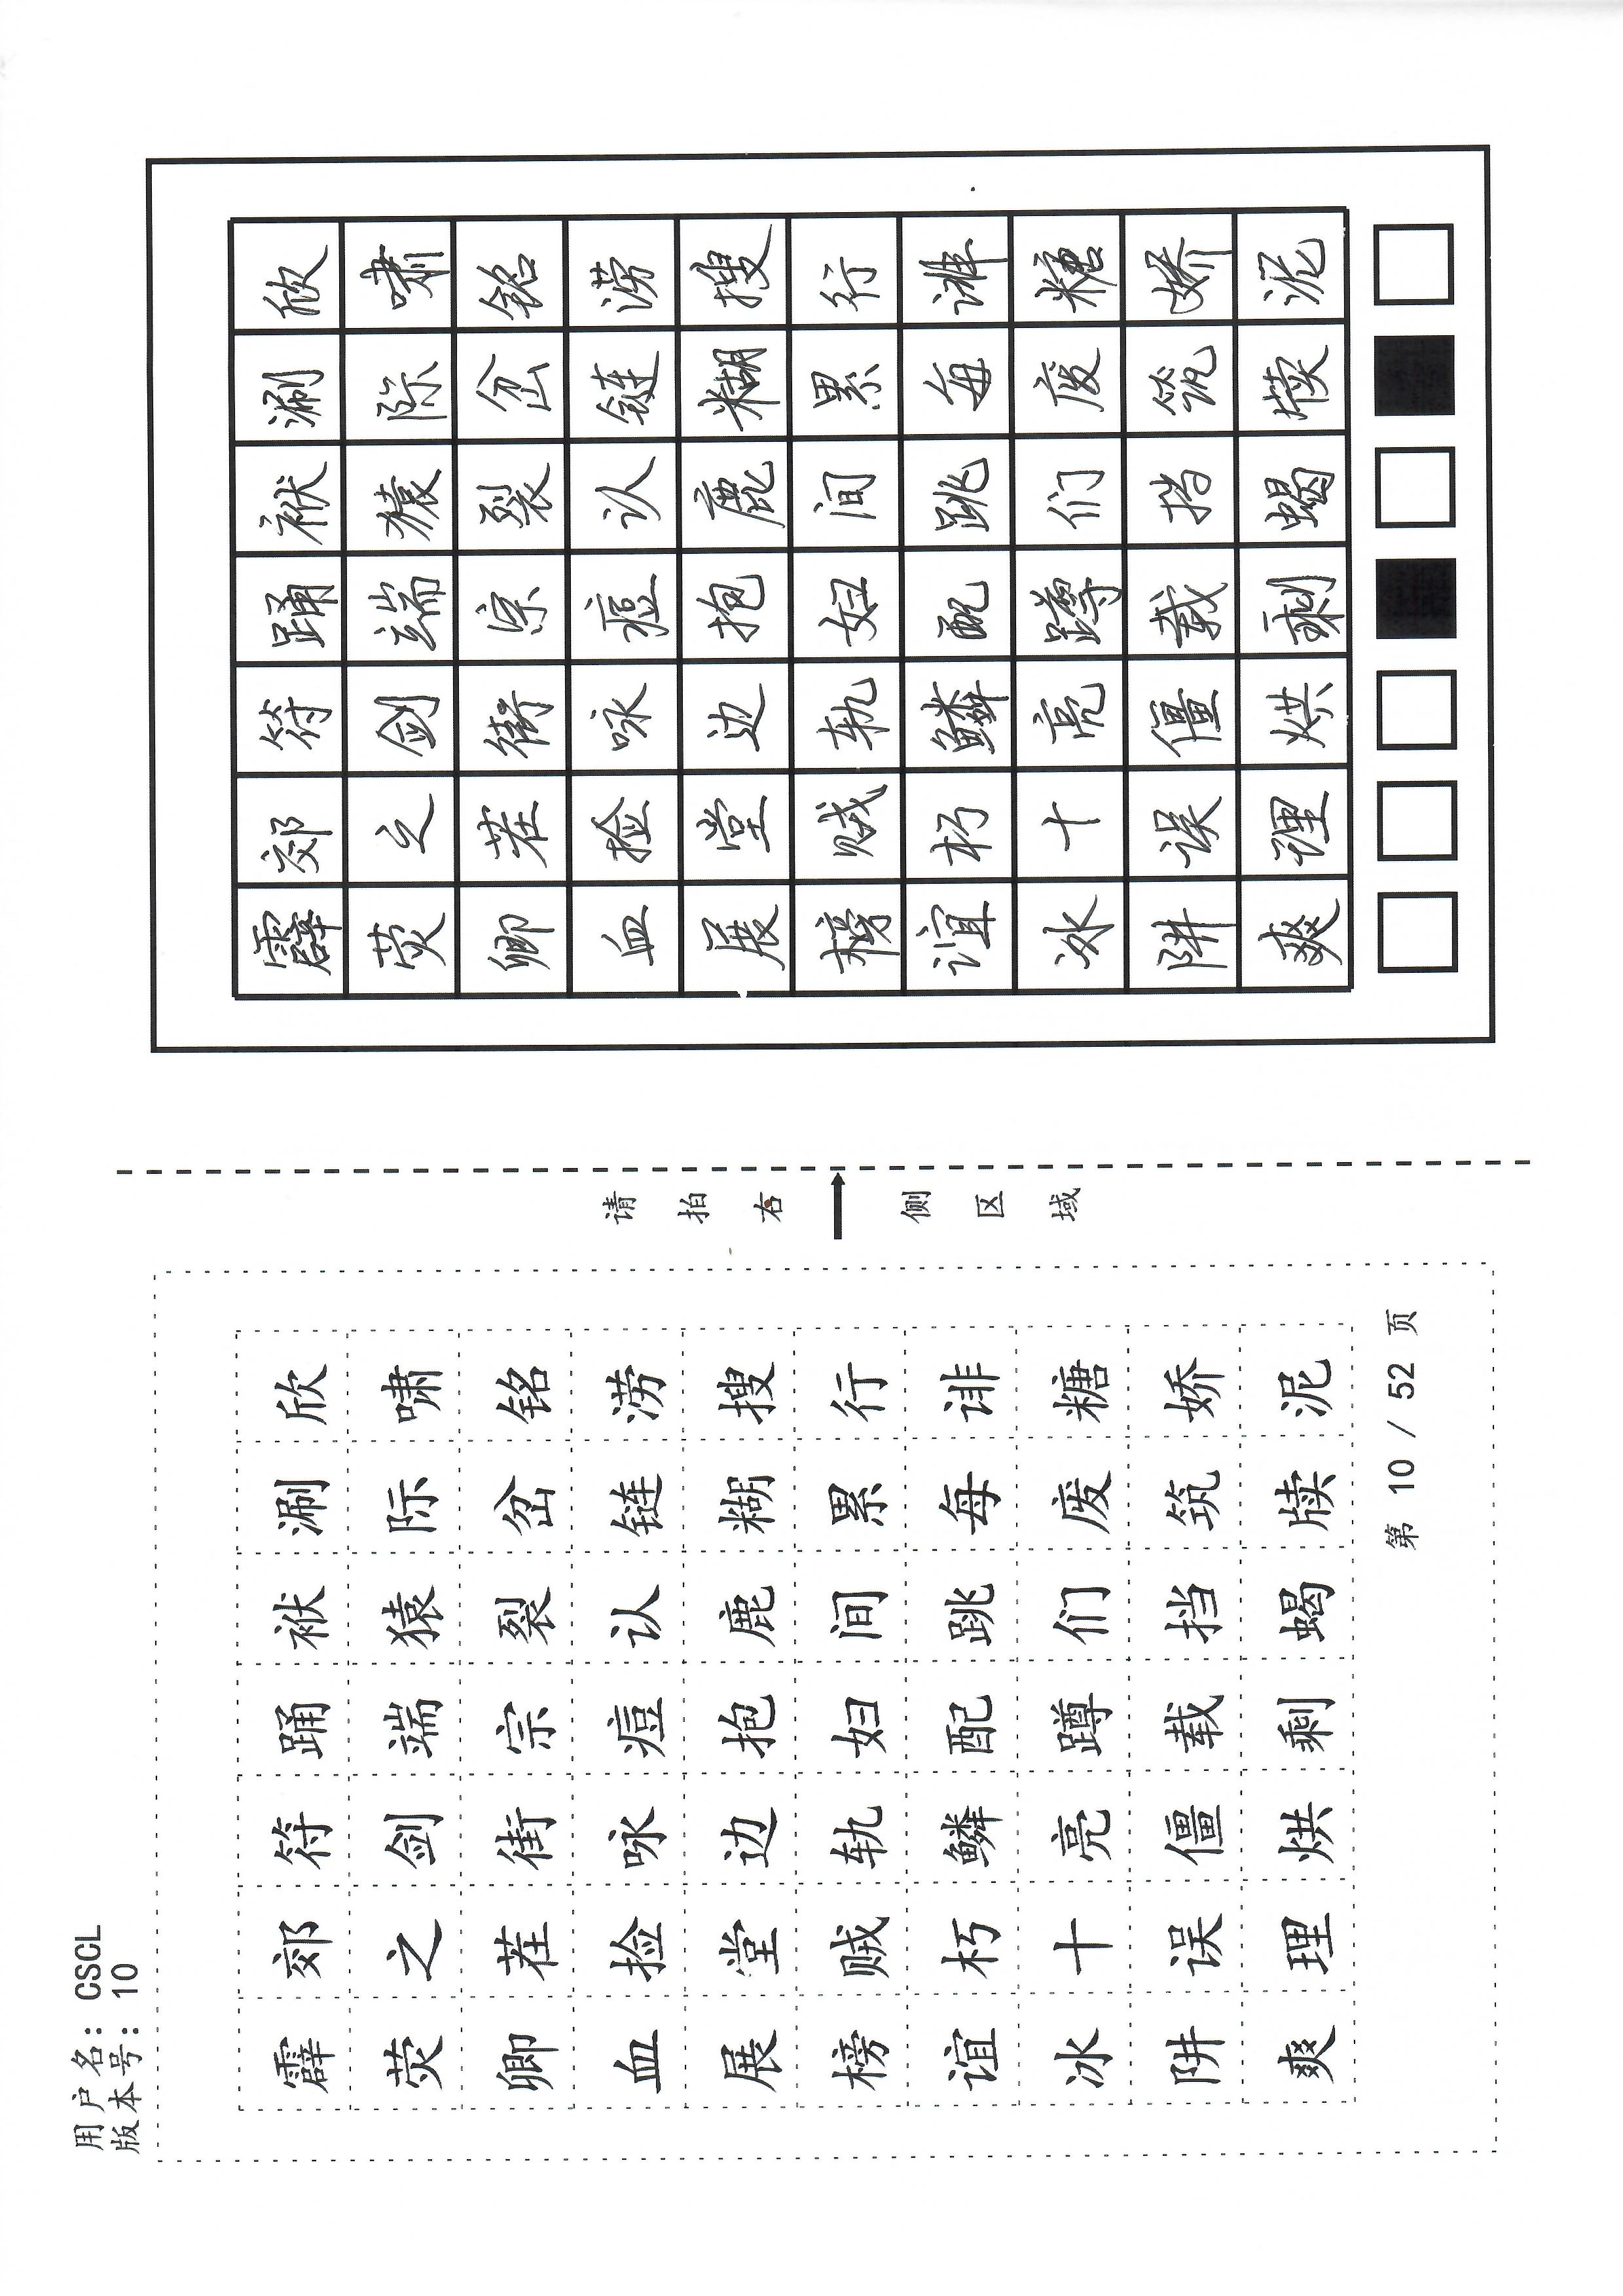 用户名: CSCL
版本号: 10
霹 郊 符 踊 袱 涮 欣
荧 之 剑 端 猿 际 啸
卿 茬 街 宗 裂 岔 铭
血 捡 咏 痘 认 链 涝
展 堂 边 抱 鹿 糊 搜
榜 贼 轨 妇 间 累 行
谊 朽 鳞 配 跳 每 诽
冰 十 亮 蹲 们 废 糖
阱 误 僵 载 挡 筑 娇
爽 理 烘 剩 蝎 牍 泥
第 10 / 52 页
请
拍
右
侧
区
域
霹 郊 符 踊 袱 涮 欣
荧 之 剑 端 猿 际 啸
卿 茬 街 宗 裂 岔 铭
血 捡 咏 痘 认 链 涝
展 堂 边 抱 鹿 糊 搜
榜 贼 轨 妇 间 累 行
谊 朽 鳞 配 跳 每 诽
冰 十 亮 蹲 们 废 糖
阱 误 僵 载 挡 筑 娇
爽 理 烘 剩 蝎 牍 泥